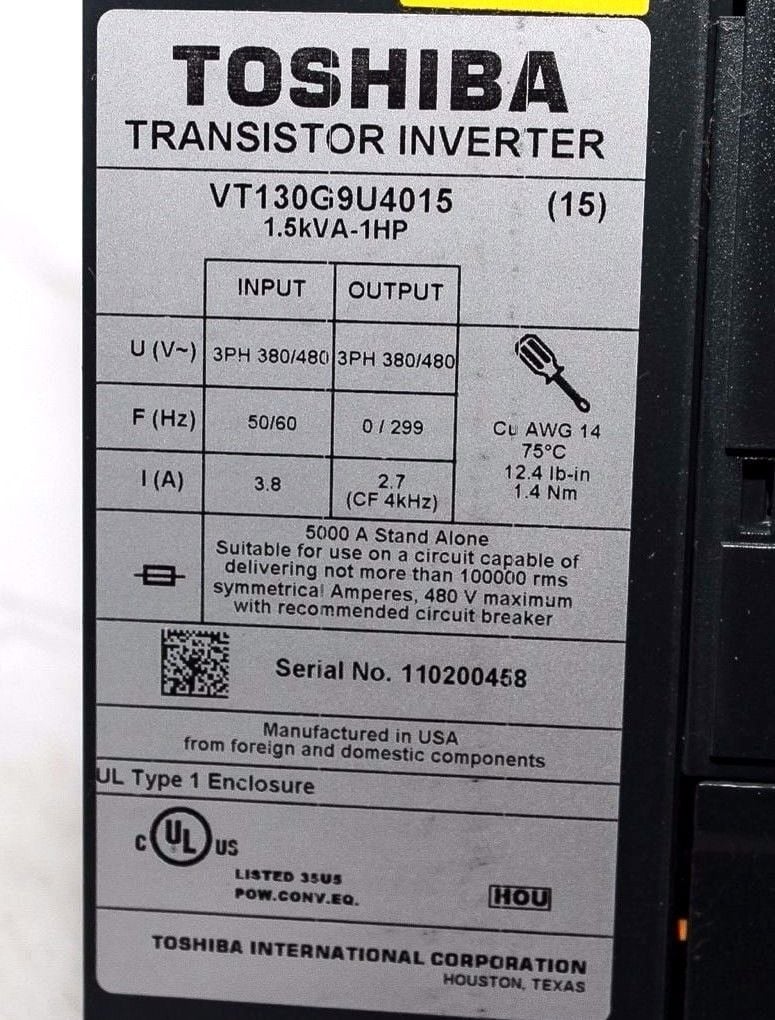 TOSHIBA
TRANSISTOR INVERTER
VT130G9U4015 (15)
1.5kVA-1HP
INPUT OUTPUT
U (V~) 3PH 380/480 3PH 380/480
F (Hz) 50/60 0 / 299
I (A) 3.8 2.7
(CF 4kHz)
Cu AWG 14
75°C
12.4 lb-in
1.4 Nm
5000 A Stand Alone
Suitable for use on a circuit capable of
delivering not more than 100000 rms
symmetrical Amperes, 480 V maximum
with recommended circuit breaker
Serial No. 110200458
Manufactured in USA
from foreign and domestic components
UL Type 1 Enclosure
C UL US
LISTED 35U5
POW.CONV.EQ.
HOU
TOSHIBA INTERNATIONAL CORPORATION
HOUSTON, TEXAS